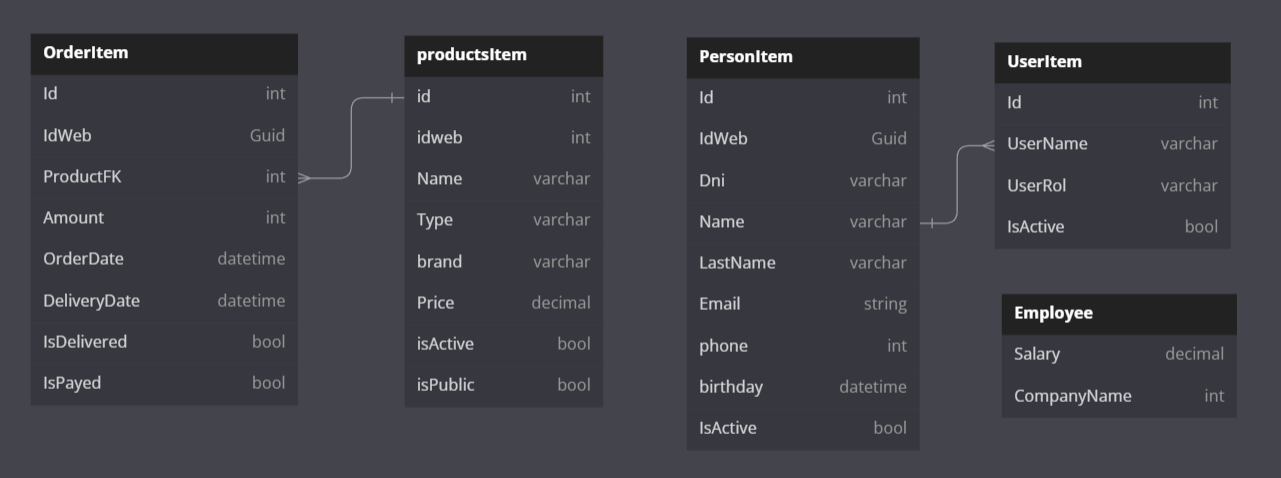 OrderItem
Id int
IdWeb Guid
ProductFK int
Amount int
OrderDate datetime
DeliveryDate datetime
IsDelivered bool
IsPayed bool
productsItem
id int
idweb int
Name varchar
Type varchar
brand varchar
Price decimal
isActive bool
isPublic bool
PersonItem
Id int
IdWeb Guid
Dni varchar
Name varchar
LastName varchar
Email string
phone int
birthday datetime
IsActive bool
UserItem
Id int
UserName varchar
UserRol varchar
IsActive bool
Employee
Salary decimal
CompanyName int